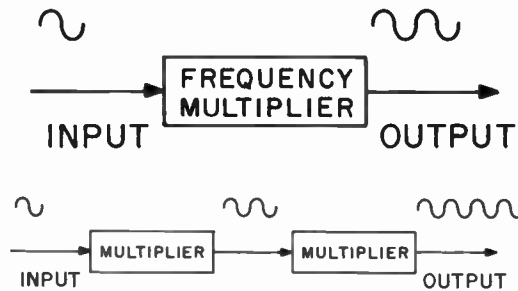 FREQUENCY
MULTIPLIER
INPUT
OUTPUT
MULTIPLIER
MULTIPLIER
INPUT
OUTPUT